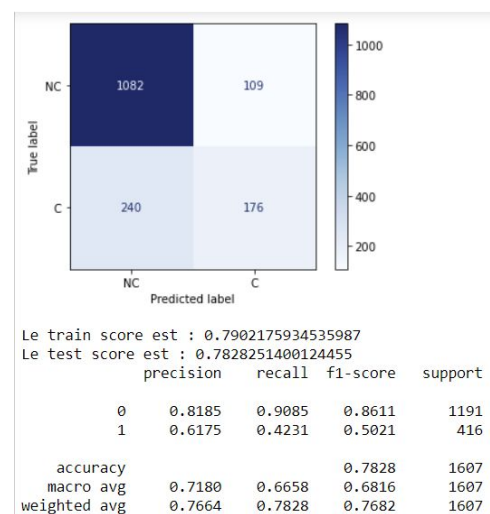 1000
NC
1082
109
800
True label
600
400
C
240
176
200
NC
C
Predicted label
Le train score est : 0.7902175934535987
Le test score est : 0.7828251400124455
precision recall f1-score support
0 0.8185 0.9085 0.8611 1191
1 0.6175 0.4231 0.5021 416
accuracy 0.7828 1607
macro avg 0.7180 0.6658 0.6816 1607
weighted avg 0.7664 0.7828 0.7682 1607